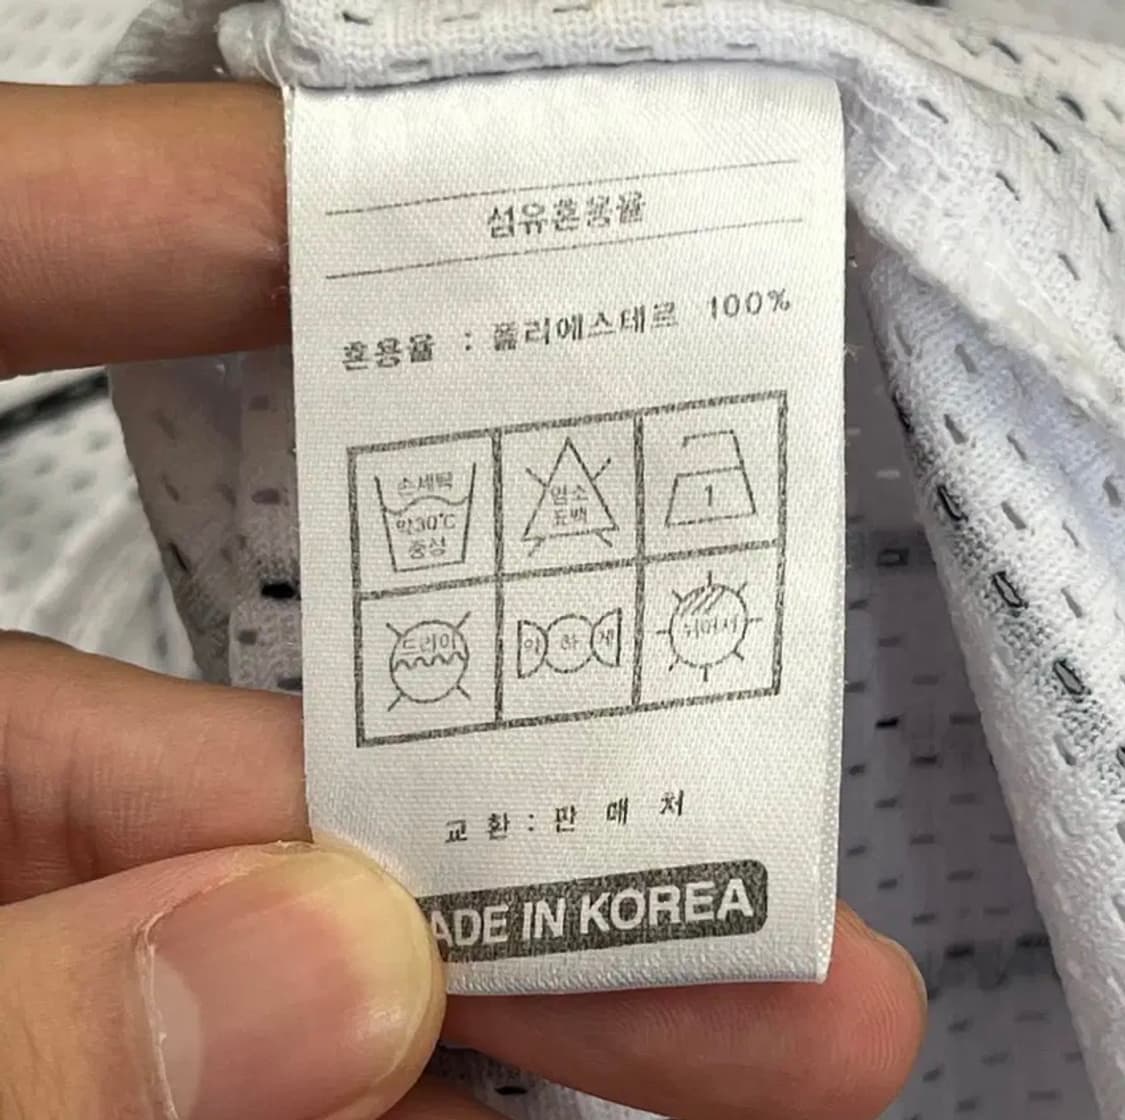 섬유혼용율
혼용율 : 폴리에스테르 100%
손세탁
약30℃
중성
염소
표백
1
드라이
약하게
뉘어서
교 환 : 판 매 처
ADE IN KOREA